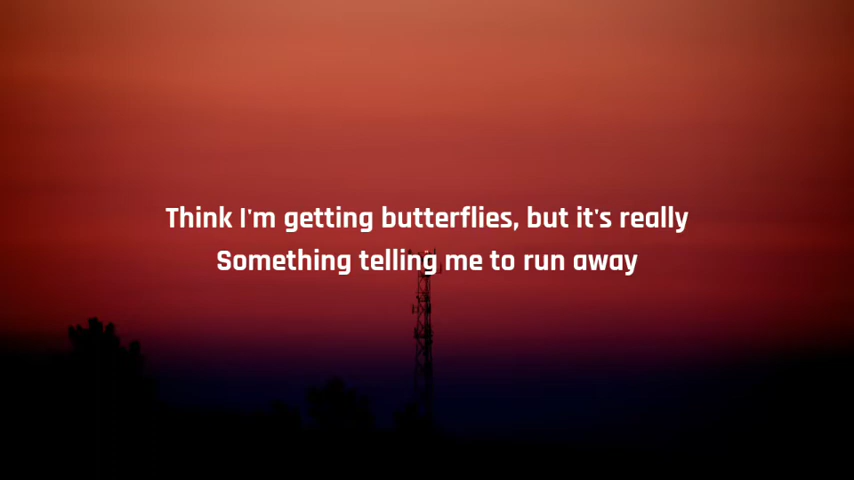 Think I'm getting butterflies, but it's really
Something telling me to run away